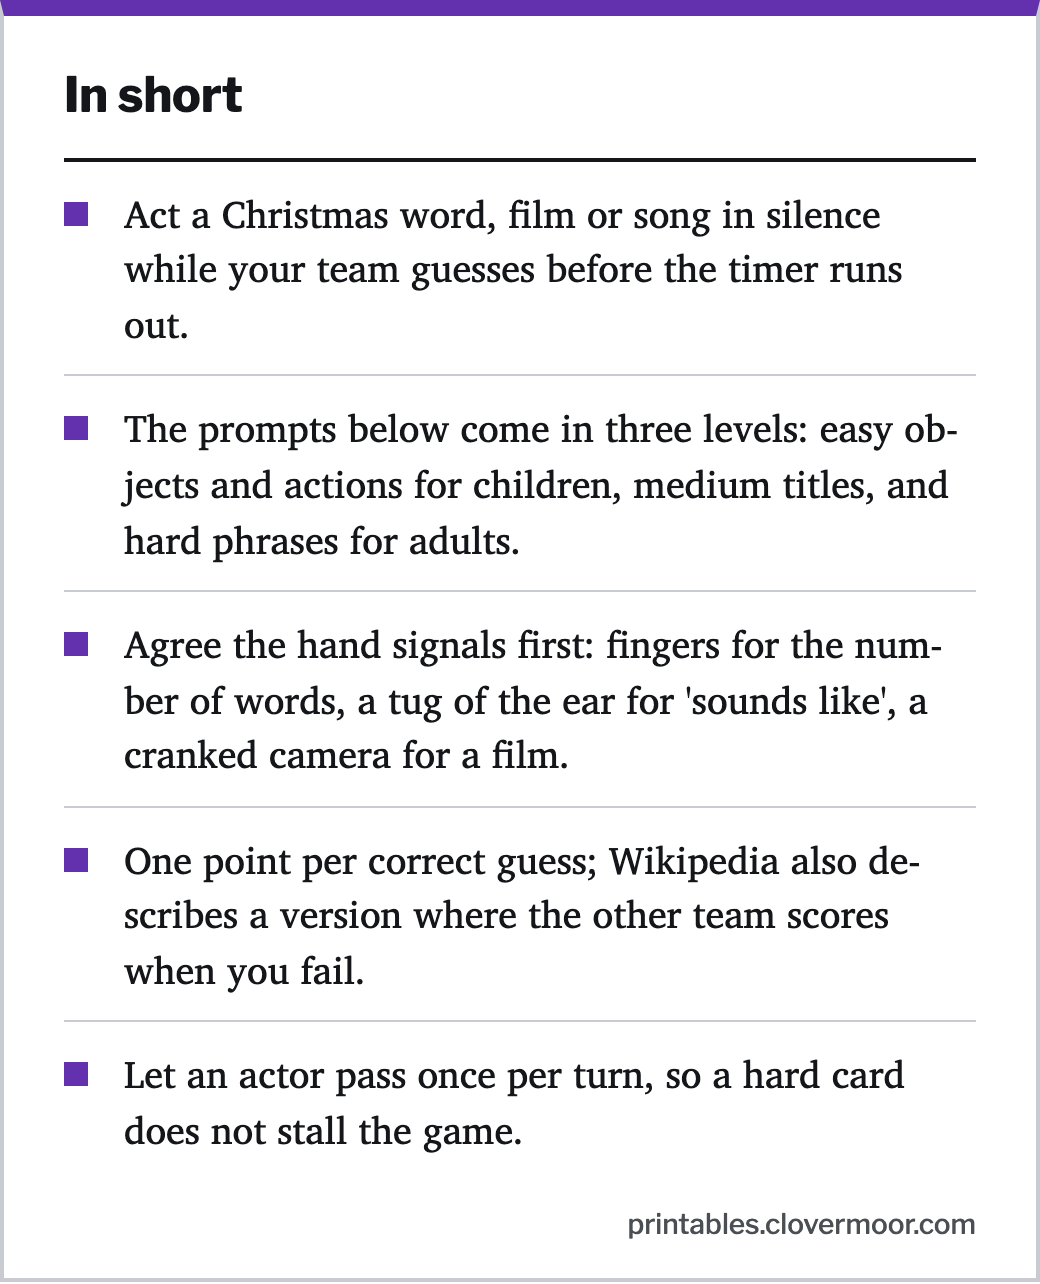 In short
Act a Christmas word, film or song in silence
while your team guesses before the timer runs
out.
The prompts below come in three levels: easy ob-
jects and actions for children, medium titles, and
hard phrases for adults.
Agree the hand signals first: fingers for the num-
ber of words, a tug of the ear for 'sounds like', a
cranked camera for a film.
One point per correct guess; Wikipedia also de-
scribes a version where the other team scores
when you fail.
Let an actor pass once per turn, so a hard card
does not stall the game.
printables.clovermoor.com